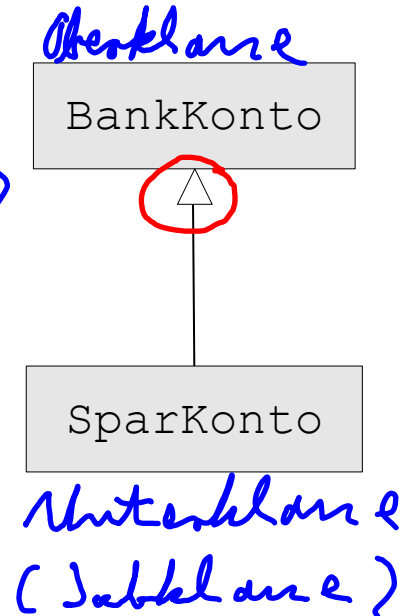 Oberklasse
BankKonto
SparKonto
Unterklasse
(Subklasse)